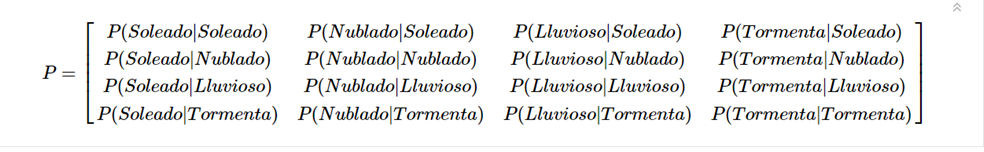 P(Soleado|Soleado) P(Nublado|Soleado) P(Lluvioso|Soleado) P(Tormenta|Soleado)
P(Soleado|Nublado) P(Nublado|Nublado) P(Lluvioso|Nublado) P(Tormenta|Nublado)
P =
P(Soleado|Lluvioso) P(Nublado|Lluvioso) P(Lluvioso|Lluvioso) P(Tormenta|Lluvioso)
P(Soleado|Tormenta) P(Nublado|Tormenta) P(Lluvioso|Tormenta) P(Tormenta|Tormenta)